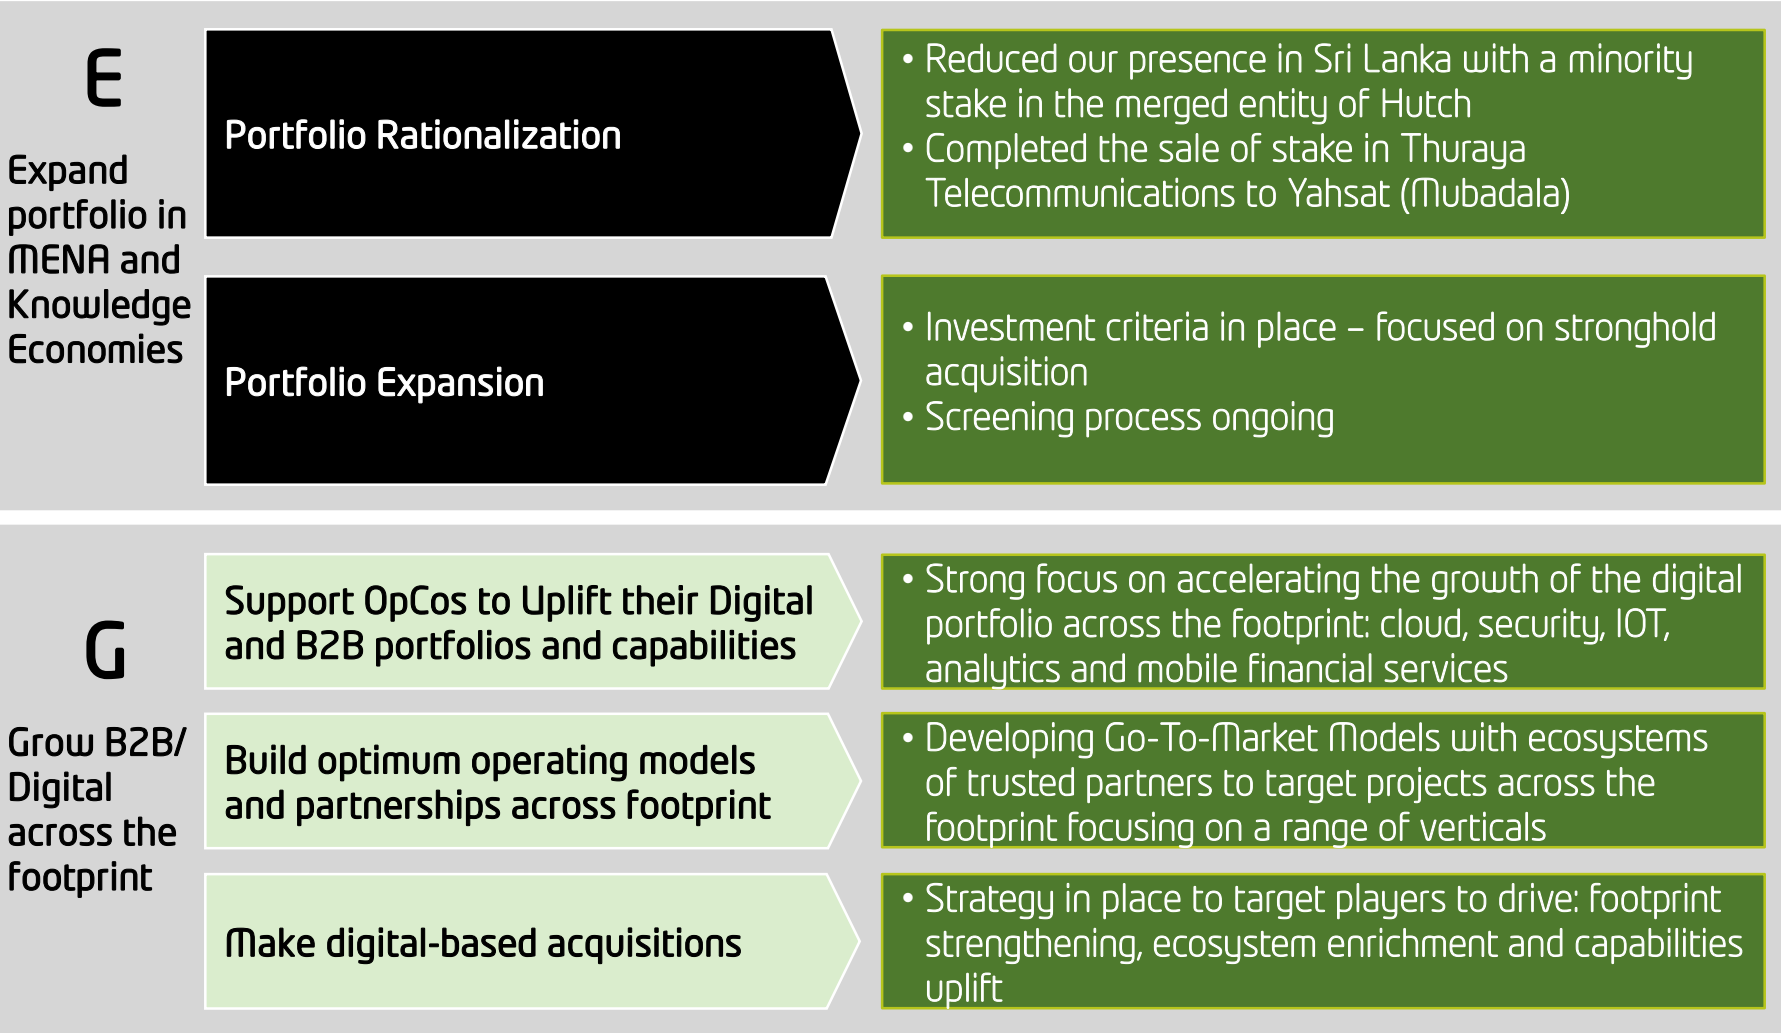 E
Expand
portfolio in
MENA and
Knowledge
Economies
Portfolio Rationalization
• Reduced our presence in Sri Lanka with a minority
stake in the merged entity of Hutch
• Completed the sale of stake in Thuraya
Telecommunications to Yahsat (Mubadala)
Portfolio Expansion
• Investment criteria in place – focused on stronghold
acquisition
• Screening process ongoing
G
Grow B2B/
Digital
across the
footprint
Support OpCos to Uplift their Digital
and B2B portfolios and capabilities
• Strong focus on accelerating the growth of the digital
portfolio across the footprint: cloud, security, IOT,
analytics and mobile financial services
Build optimum operating models
and partnerships across footprint
• Developing Go-To-Market Models with ecosystems
of trusted partners to target projects across the
footprint focusing on a range of verticals
Make digital-based acquisitions
• Strategy in place to target players to drive: footprint
strengthening, ecosystem enrichment and capabilities
uplift